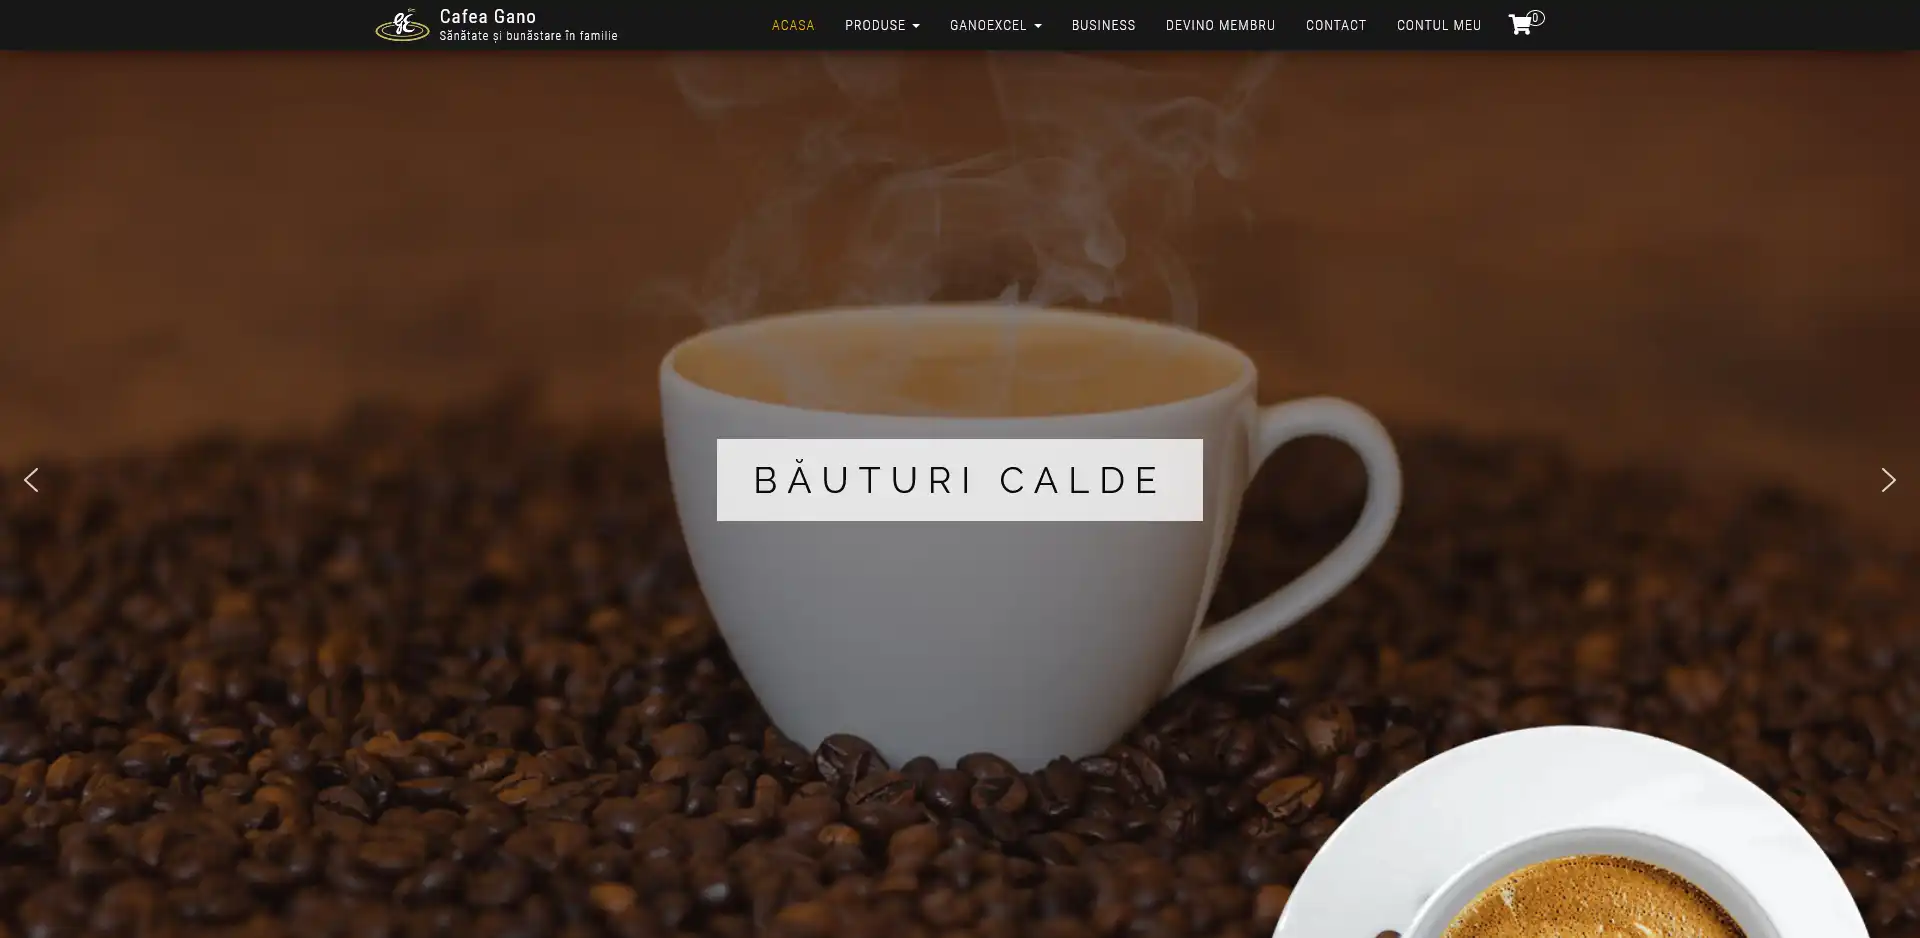 Cafea Gano
Sănătate și bunăstare în familie
ACASA
PRODUSE
GANOEXCEL
BUSINESS
DEVINO MEMBRU
CONTACT
CONTUL MEU
0
BĂUTURI CALDE